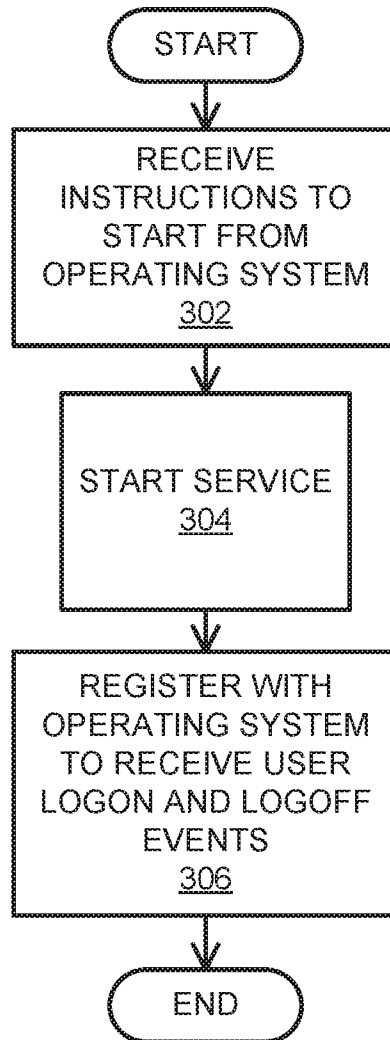 START
RECEIVE
INSTRUCTIONS TO
START FROM
OPERATING SYSTEM
302
START SERVICE
304
REGISTER WITH
OPERATING SYSTEM
TO RECEIVE USER
LOGON AND LOGOFF
EVENTS
306
END